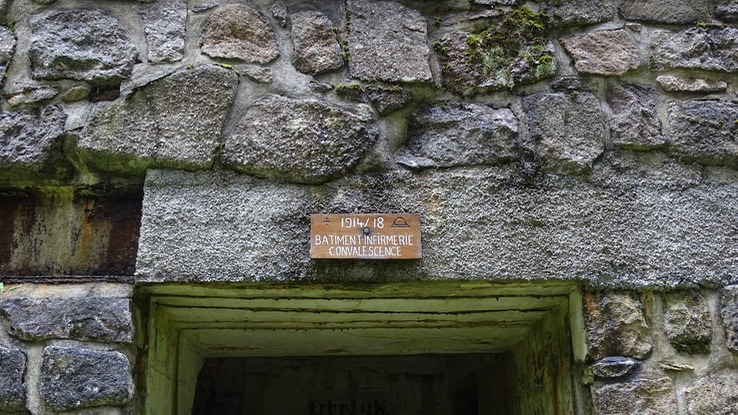 1914/18
BATIMENT-INFIRMERIE
CONVALESCENCE